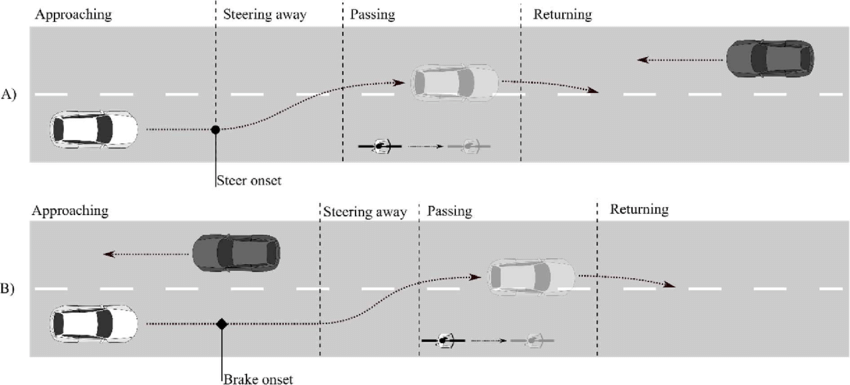 Approaching Steering away Passing Returning
A)
Steer onset
Approaching Steering away Passing Returning
B)
Brake onset